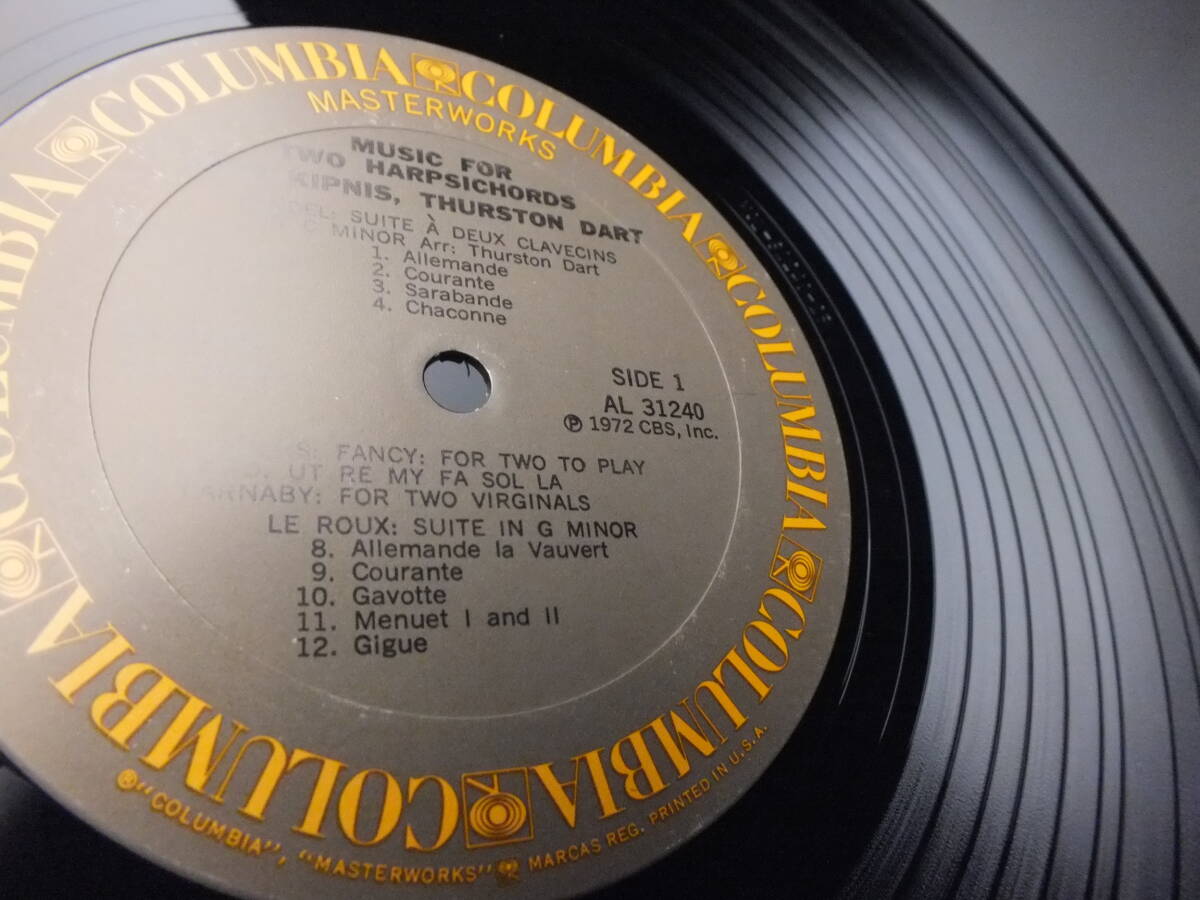 COLUMBIA COLUMBIA COLUMBIA COLUMBIA COLUMBIA COLUMBIA COLUMBIA
MASTERWORKS
MUSIC FOR
TWO HARPSICHORDS
KIPNIS, THURSTON DART
SUITE À DEUX CLAVECINS
C MINOR Arr: Thurston Dart
1. Allemande
2. Courante
3. Sarabande
4. Chaconne
SIDE 1
AL 31240
℗ 1972 CBS, Inc.
FANCY: FOR TWO TO PLAY
UT RE MY FA SOL LA
FARNABY: FOR TWO VIRGINALS
LE ROUX: SUITE IN G MINOR
8. Allemande la Vauvert
9. Courante
10. Gavotte
11. Menuet I and II
12. Gigue
®"COLUMBIA", "MASTERWORKS" MARCAS REG. PRINTED IN U.S.A.